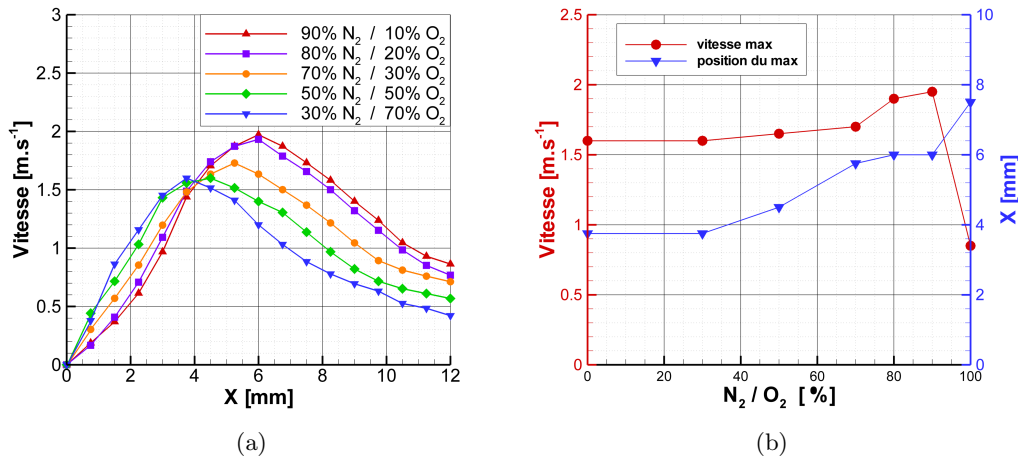 90% N₂ / 10% O₂
80% N₂ / 20% O₂
70% N₂ / 30% O₂
50% N₂ / 50% O₂
30% N₂ / 70% O₂
Vitesse [m.s⁻¹]
3
2.5
2
1.5
1
0.5
0
0 2 4 6 8 10 12
X [mm]
(a)
vitesse max
position du max
Vitesse [m.s⁻¹]
2.5
2
1.5
1
0.5
0
X [mm]
10
8
6
4
2
0
0 20 40 60 80 100
N₂ / O₂ [%]
(b)